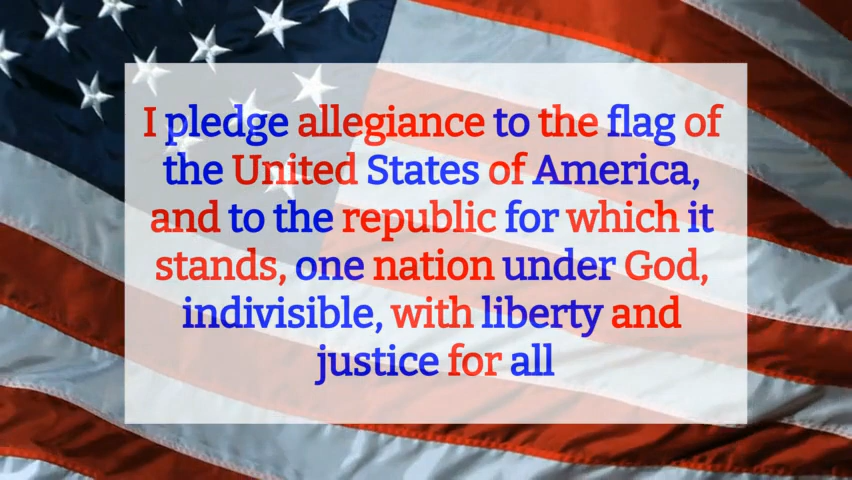 I pledge allegiance to the flag of
the United States of America,
and to the republic for which it
stands, one nation under God,
indivisible, with liberty and
justice for all